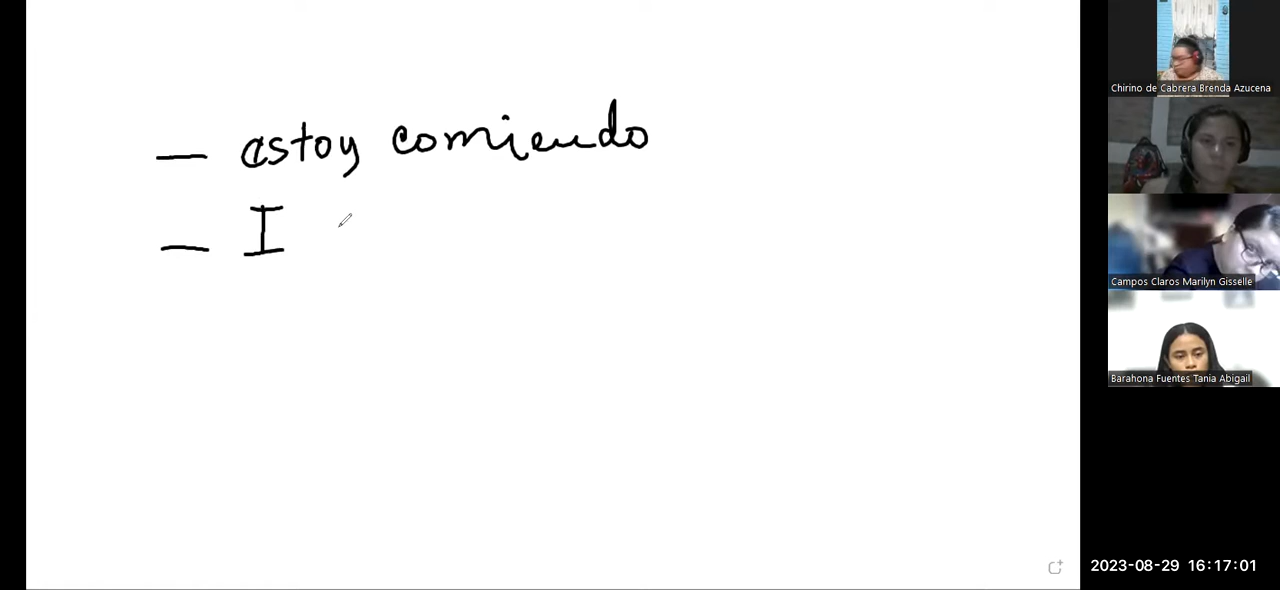 — estoy comiendo
— I
Chirino de Cabrera Brenda Azucena
Campos Claros Marilyn Gisselle
Barahona Fuentes Tania Abigail
2023-08-29 16:17:01